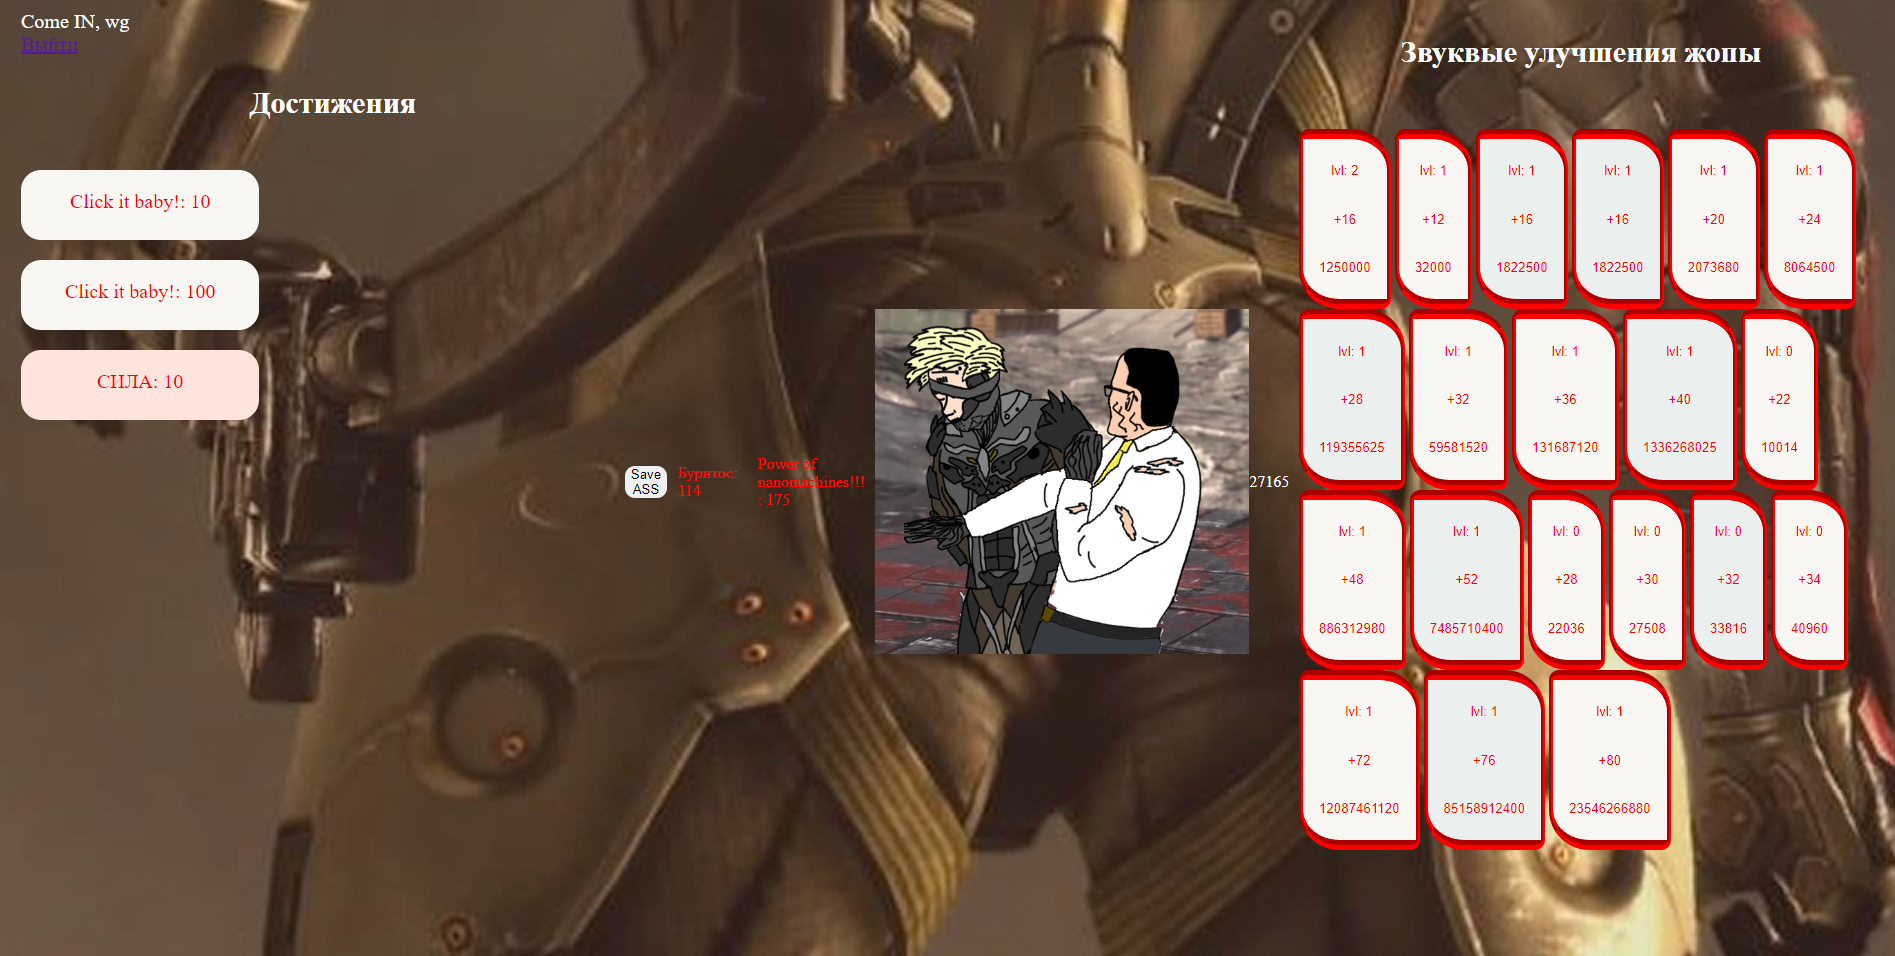 Come IN, wg
Выйти
Достижения
Click it baby!: 10
Click it baby!: 100
СИЛА: 10
Save
ASS
Буритос:
114
Power of
nanomachines!!!
: 175
27165
Звуквые улучшения жопы
lvl: 2
+16
1250000
lvl: 1
+12
32000
lvl: 1
+16
1822500
lvl: 1
+16
1822500
lvl: 1
+20
2073680
lvl: 1
+24
8064500
lvl: 1
+28
119355625
lvl: 1
+32
59581520
lvl: 1
+36
131687120
lvl: 1
+40
1336268025
lvl: 0
+22
10014
lvl: 1
+48
886312980
lvl: 1
+52
7485710400
lvl: 0
+28
22036
lvl: 0
+30
27508
lvl: 0
+32
33816
lvl: 0
+34
40960
lvl: 1
+72
12087461120
lvl: 1
+76
85158912400
lvl: 1
+80
23546266880